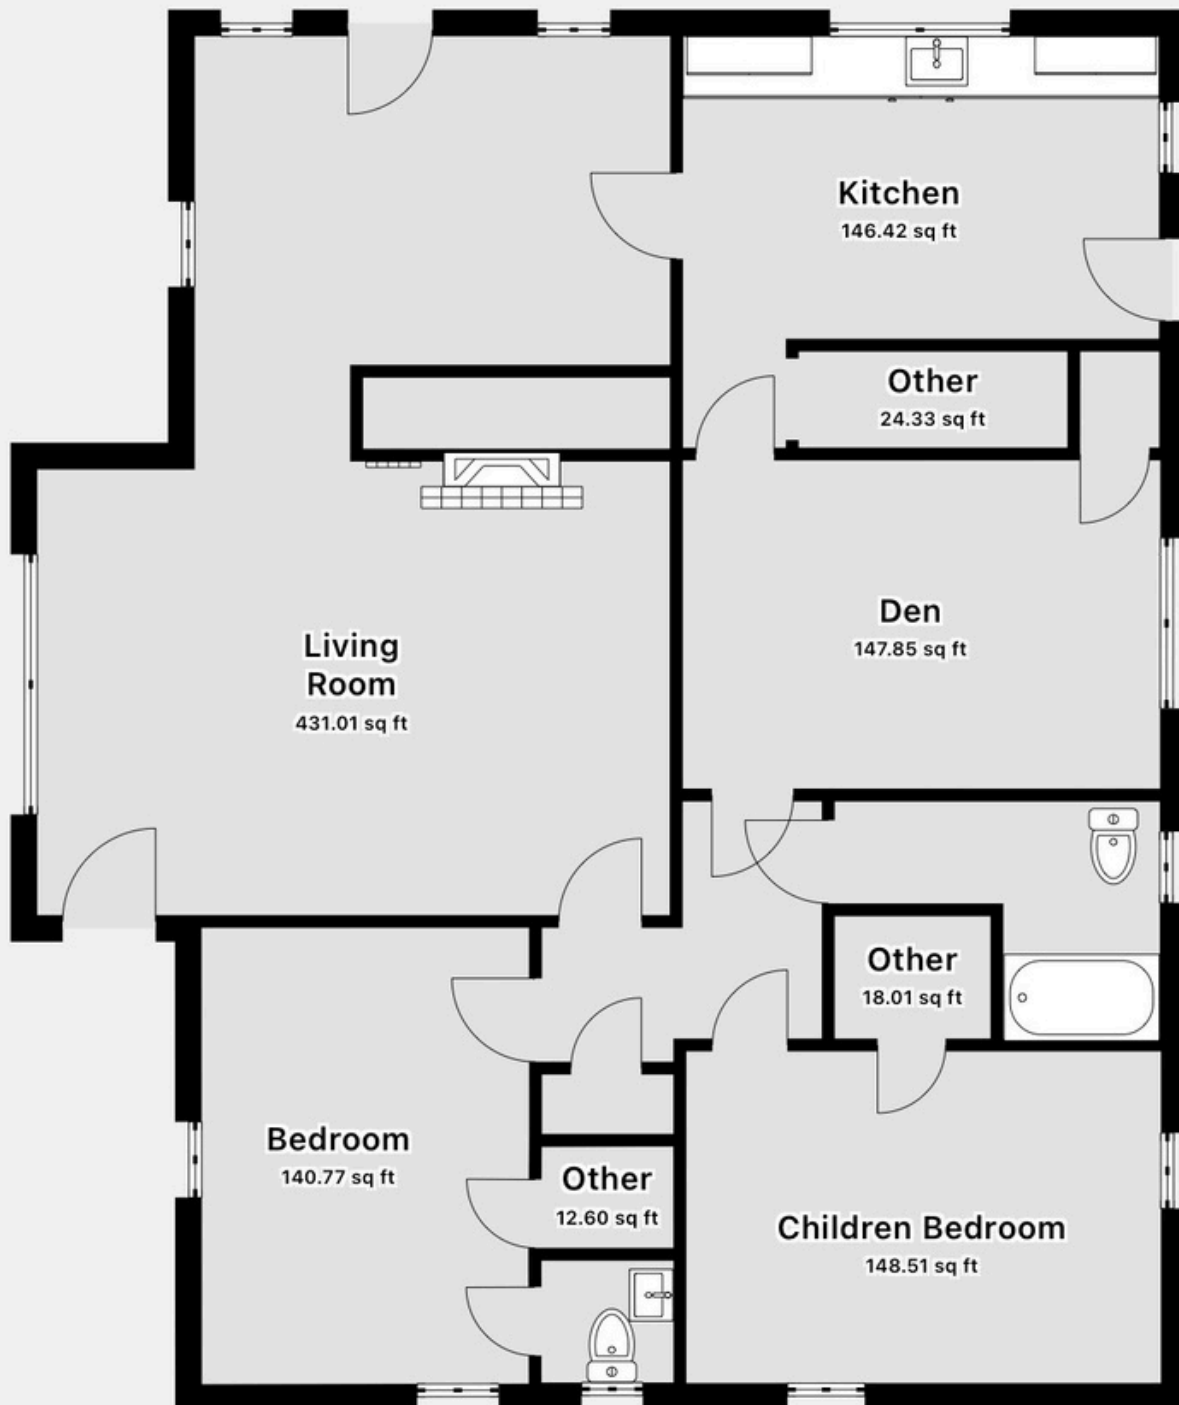 Kitchen
146.42 sq ft
Other
24.33 sq ft
Den
147.85 sq ft
Living
Room
431.01 sq ft
Other
18.01 sq ft
Bedroom
140.77 sq ft
Other
12.60 sq ft
Children Bedroom
148.51 sq ft